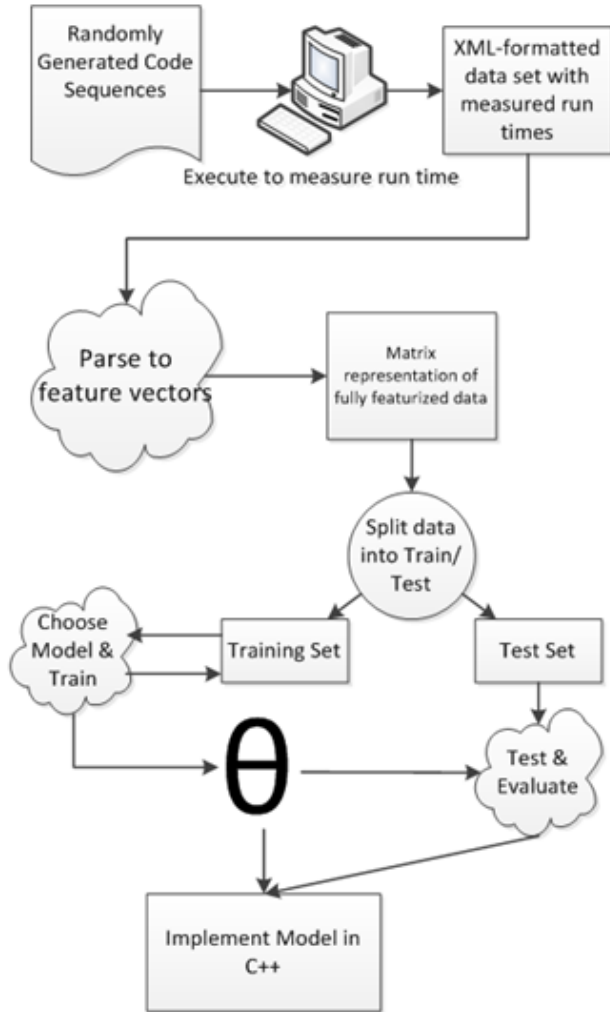 Randomly
Generated Code
Sequences
XML-formatted
data set with
measured run
times
Execute to measure run time
Parse to
feature vectors
Matrix
representation of
fully featurized data
Split data
into Train/
Test
Choose
Model &
Train
Training Set
Test Set
θ
Test &
Evaluate
Implement Model in
C++